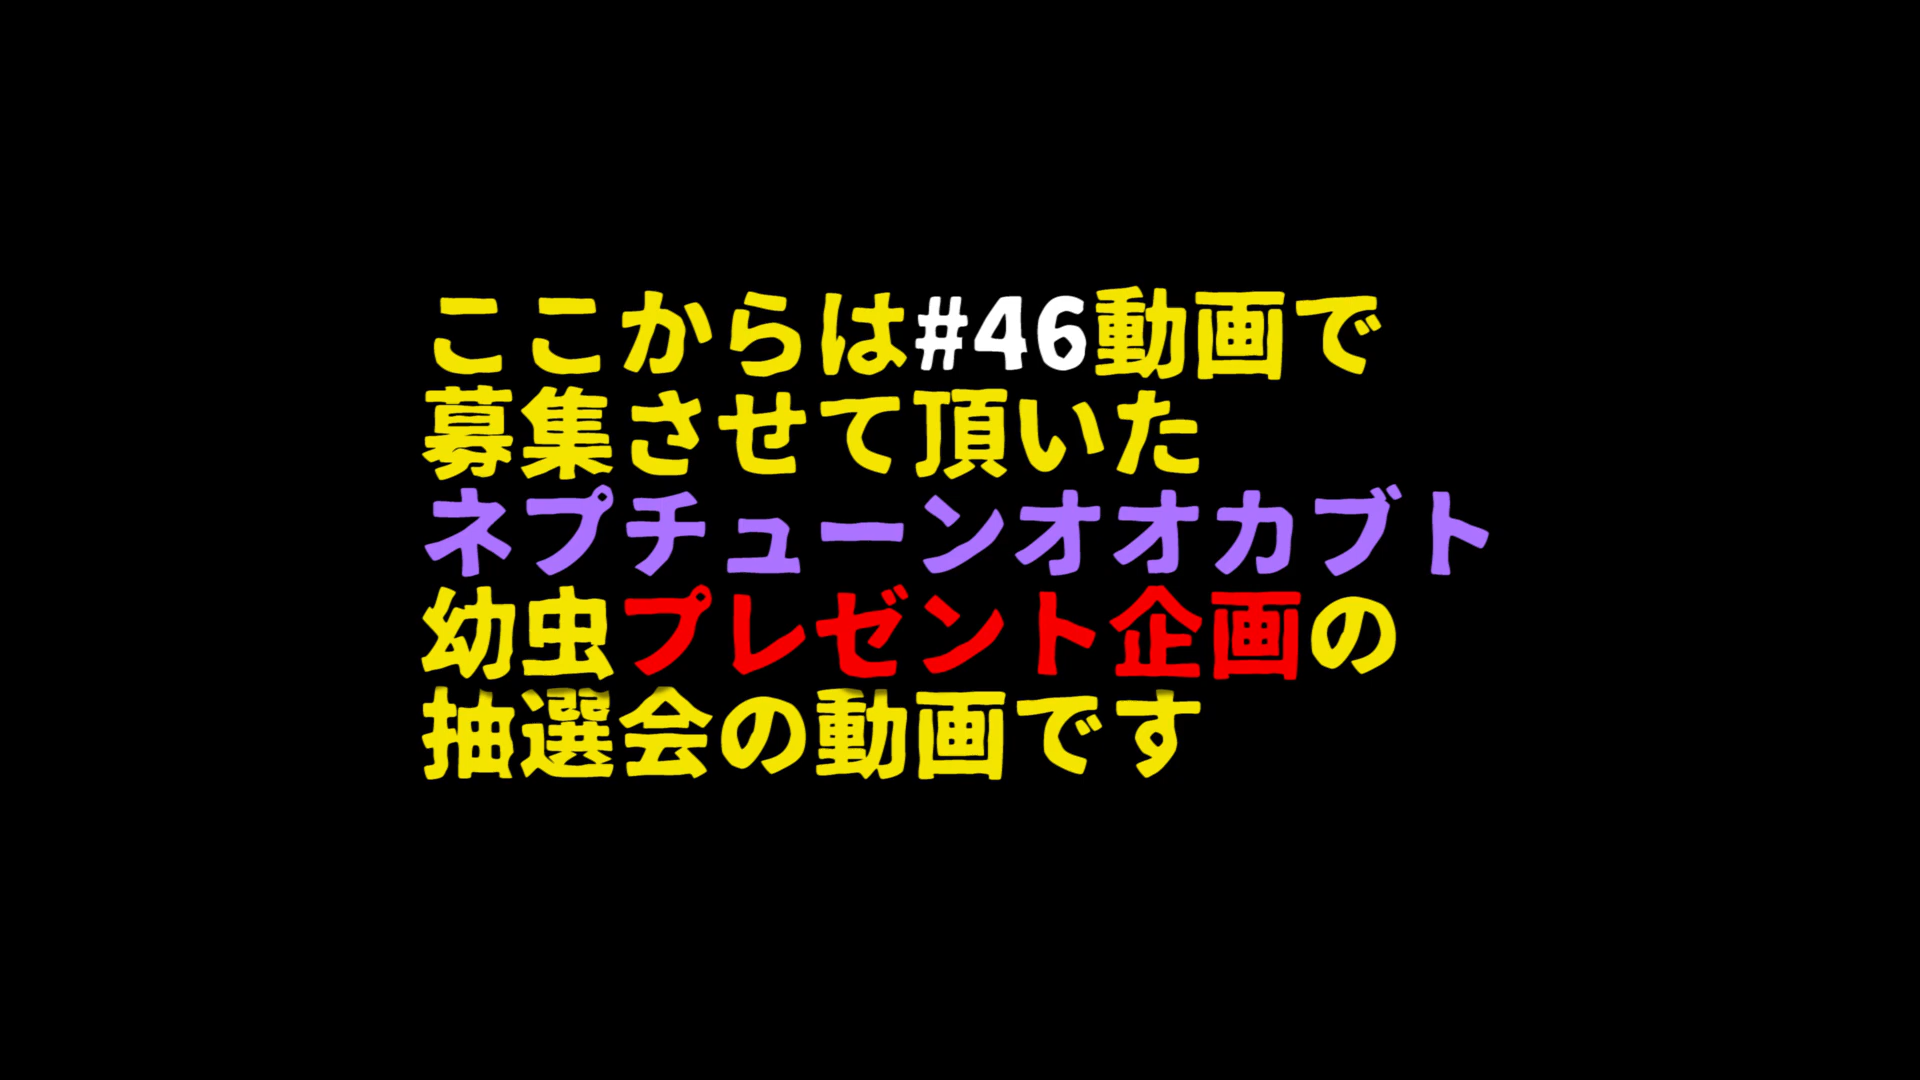 ここからは#46動画で
募集させて頂いた
ネプチューンオオカブト
幼虫プレゼント企画の
抽選会の動画です